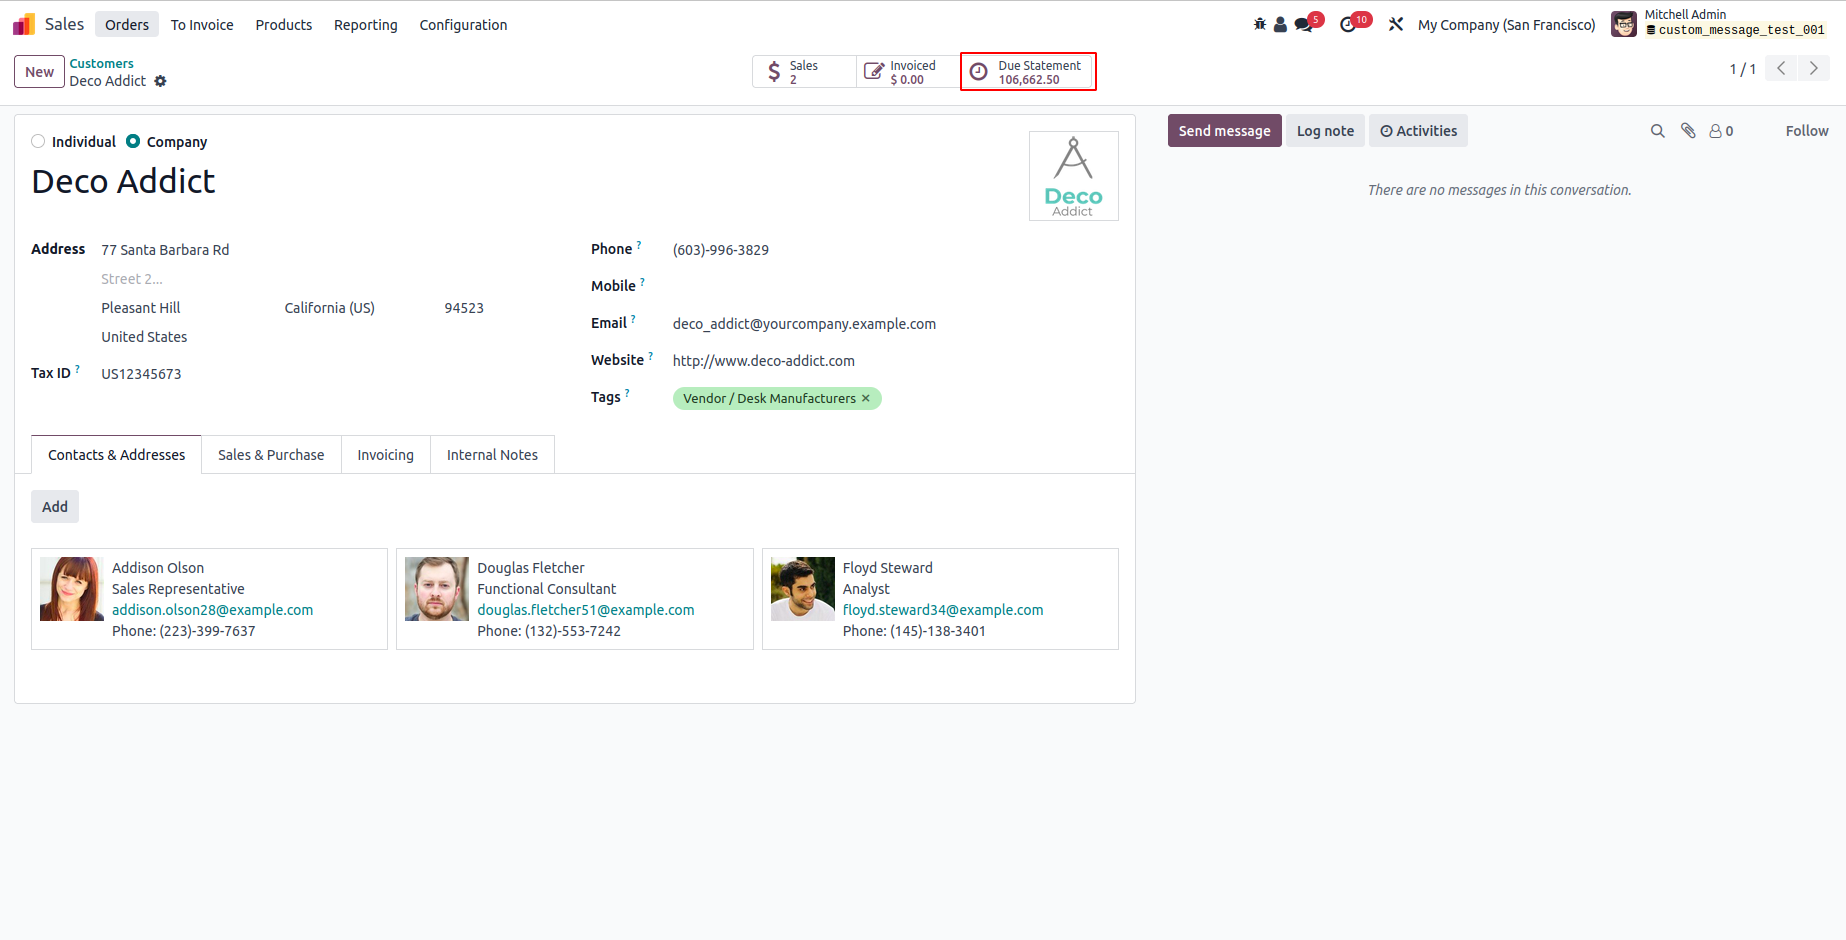 Sales Orders To Invoice Products Reporting Configuration 5 10 My Company (San Francisco) Mitchell Admin
custom_message_test_001
New Customers
Deco Addict
Sales
2
Invoiced
$ 0.00
Due Statement
106,662.50
1 / 1
Individual Company
Deco Addict
Deco
Addict
Address 77 Santa Barbara Rd
Street 2...
Pleasant Hill California (US) 94523
United States
Tax ID ? US12345673
Phone ? (603)-996-3829
Mobile ?
Email ? deco_addict@yourcompany.example.com
Website ? http://www.deco-addict.com
Tags ? Vendor / Desk Manufacturers ×
Contacts & Addresses Sales & Purchase Invoicing Internal Notes
Add
Addison Olson
Sales Representative
addison.olson28@example.com
Phone: (223)-399-7637
Douglas Fletcher
Functional Consultant
douglas.fletcher51@example.com
Phone: (132)-553-7242
Floyd Steward
Analyst
floyd.steward34@example.com
Phone: (145)-138-3401
Send message Log note Activities 0 Follow
There are no messages in this conversation.